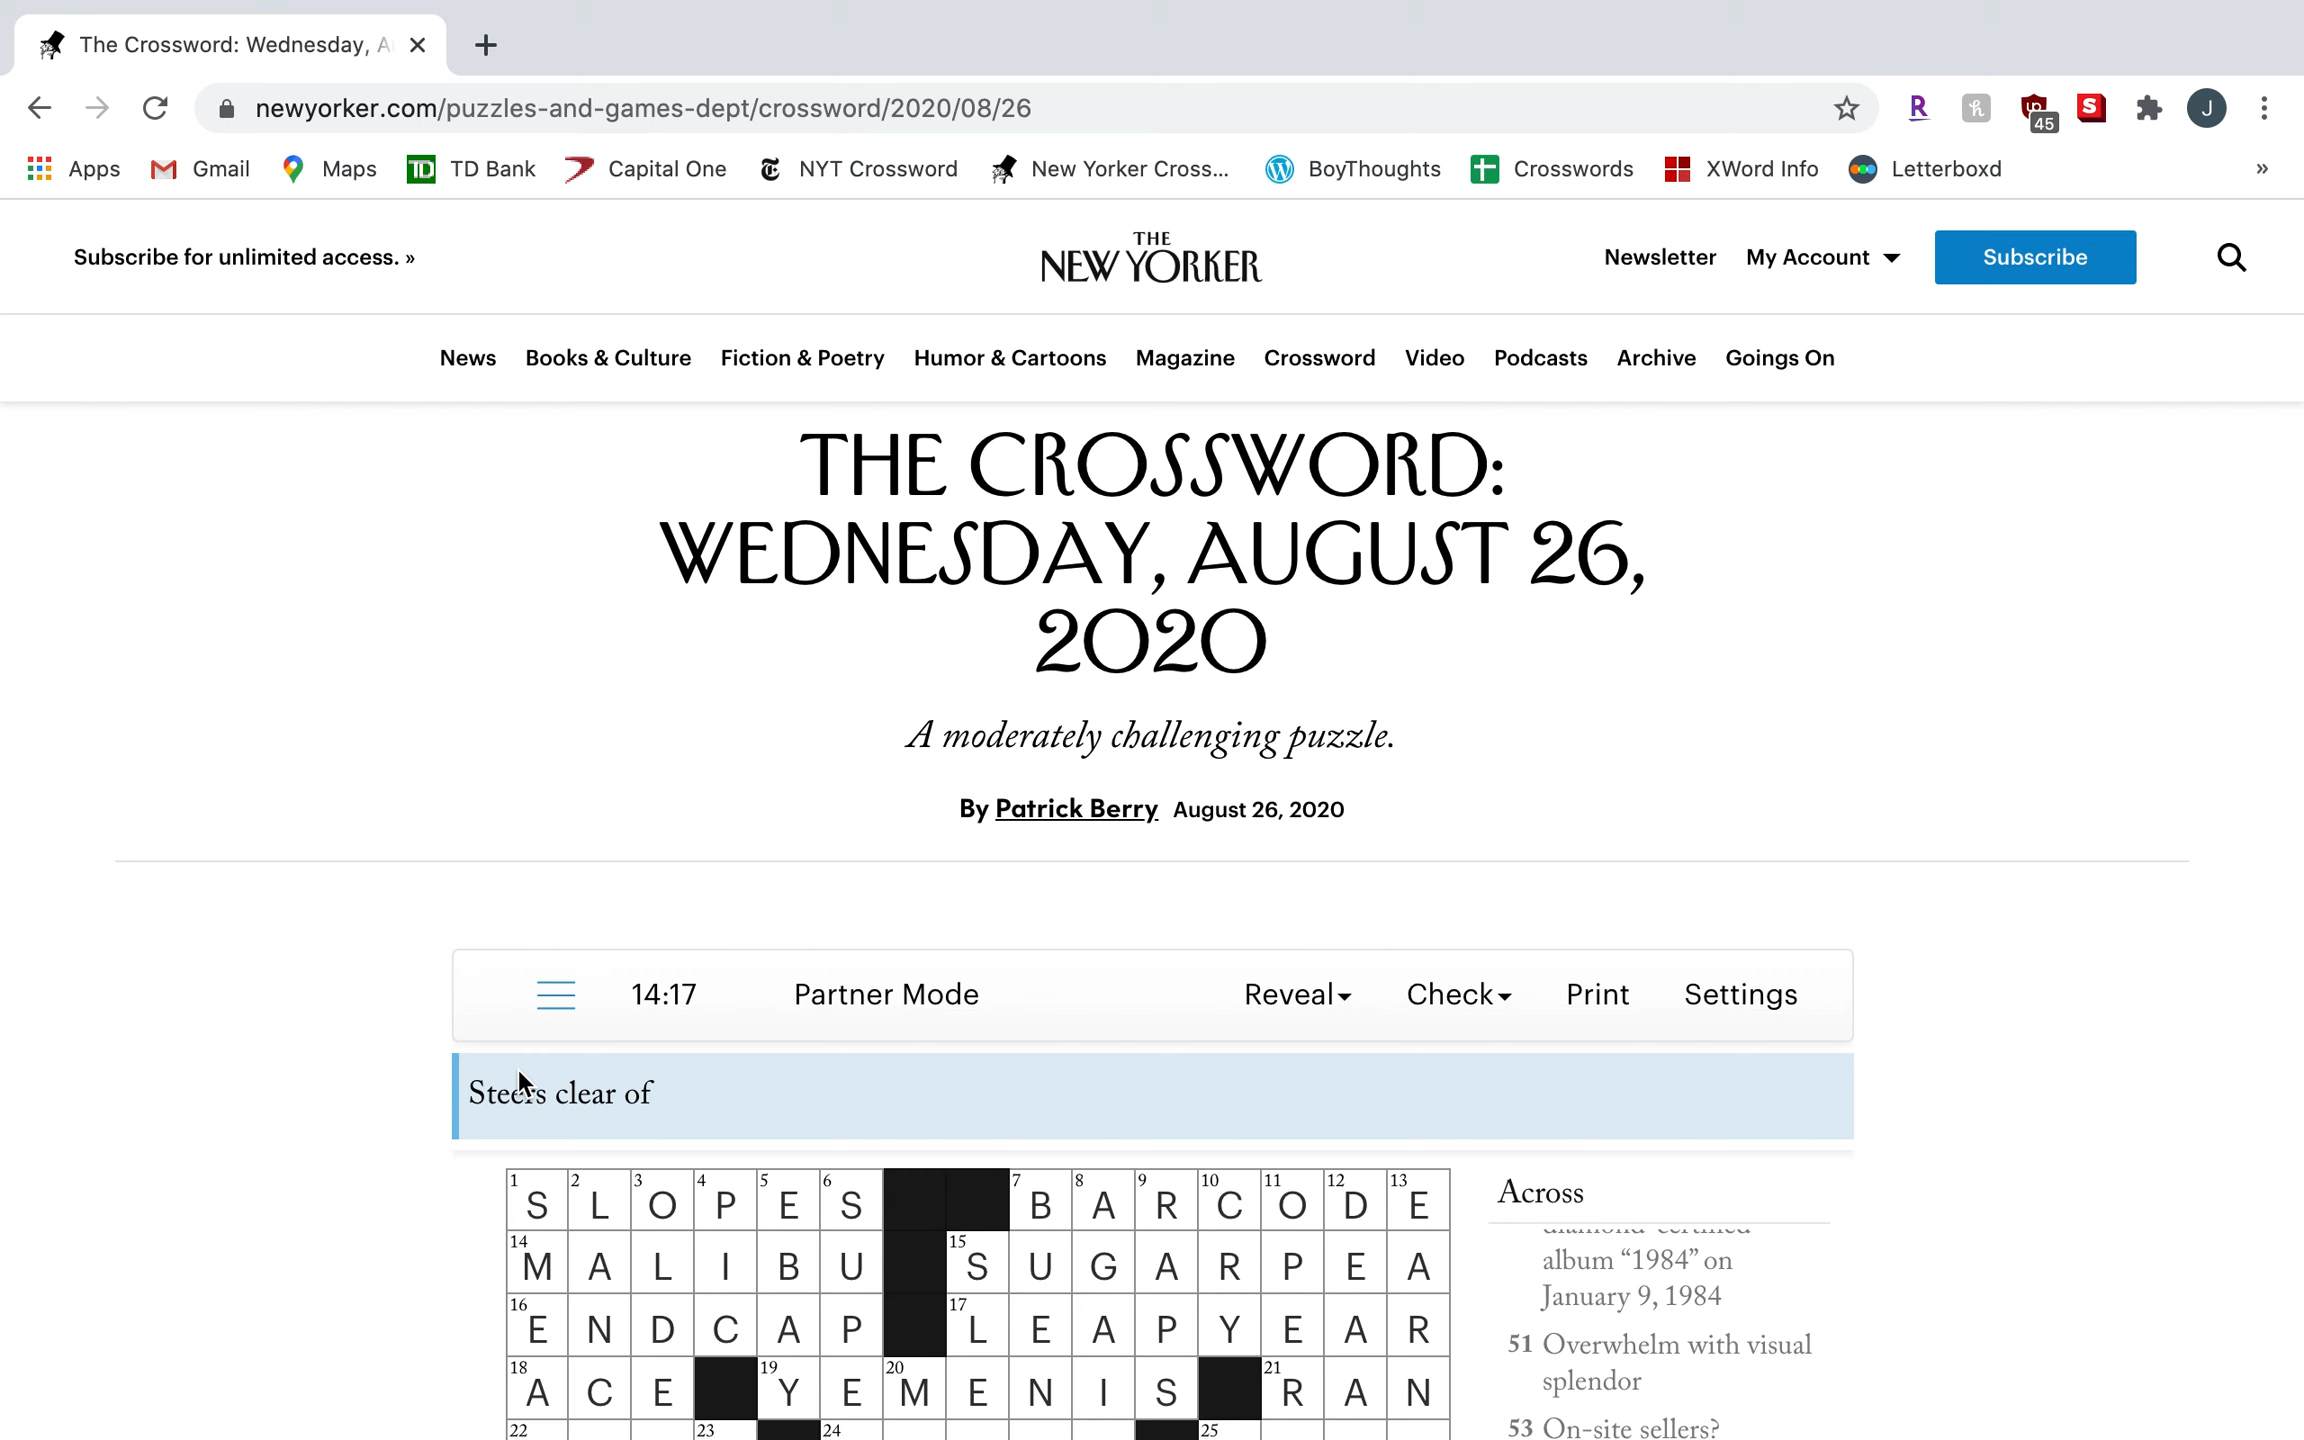 The Crossword: Wednesday, A
newyorker.com/puzzles-and-games-dept/crossword/2020/08/26
45
J
Apps Gmail Maps TD Bank Capital One NYT Crossword New Yorker Cross... BoyThoughts Crosswords XWord Info Letterboxd »
Subscribe for unlimited access. »
THE
NEW YORKER
Newsletter My Account Subscribe
News Books & Culture Fiction & Poetry Humor & Cartoons Magazine Crossword Video Podcasts Archive Goings On
THE CROSSWORD:
WEDNESDAY, AUGUST 26,
2020
A moderately challenging puzzle.
By Patrick Berry August 26, 2020
14:17 Partner Mode Reveal Check Print Settings
Steers clear of
1 2 3 4 5 6 7 8 9 10 11 12 13
S L O P E S B A R C O D E
14 15
M A L I B U S U G A R P E A
16 17
E N D C A P L E A P Y E A R
18 19 20 21
A C E Y E M E N I S R A N
22 23 24 25
Across
diamond-certified
album “1984” on
January 9, 1984
51 Overwhelm with visual
splendor
53 On-site sellers?